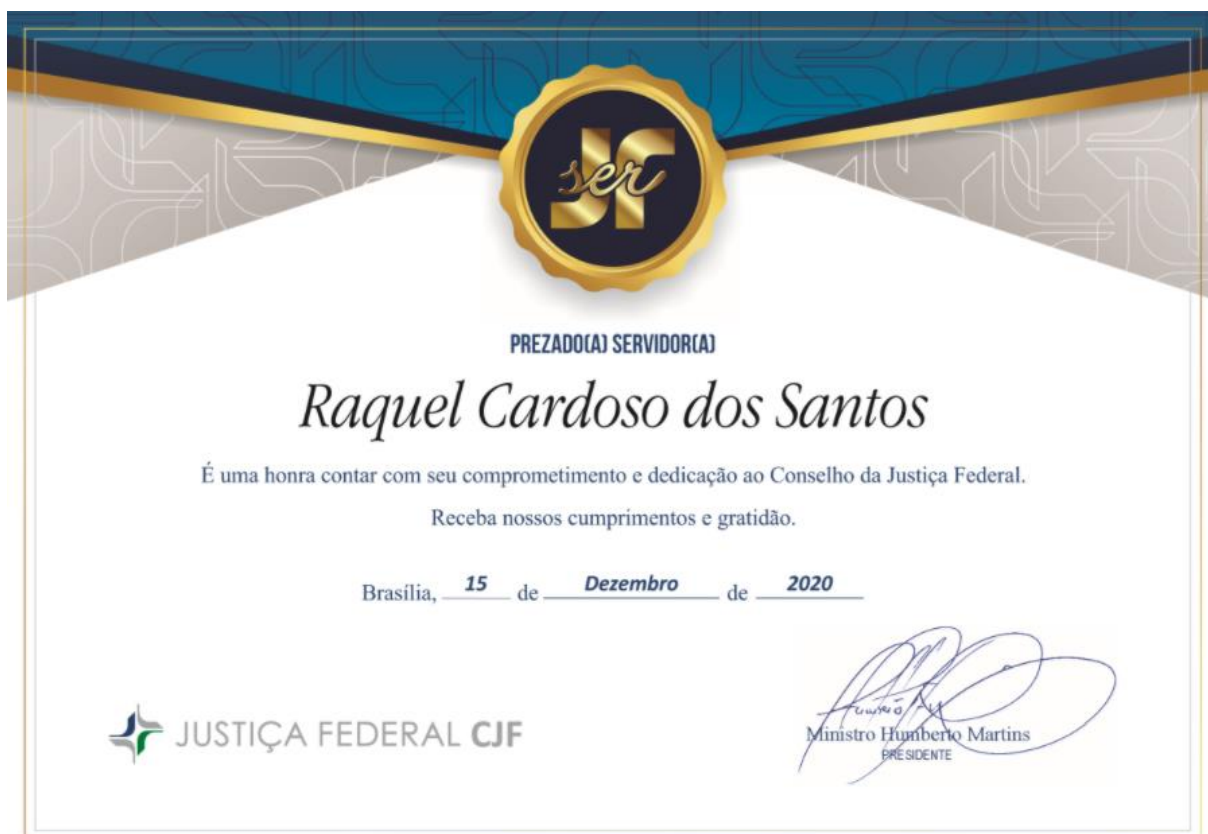 ser JF
PREZADO(A) SERVIDOR(A)
Raquel Cardoso dos Santos
É uma honra contar com seu comprometimento e dedicação ao Conselho da Justiça Federal.
Receba nossos cumprimentos e gratidão.
Brasília, 15 de Dezembro de 2020
JUSTIÇA FEDERAL CJF
Ministro Humberto Martins
PRESIDENTE